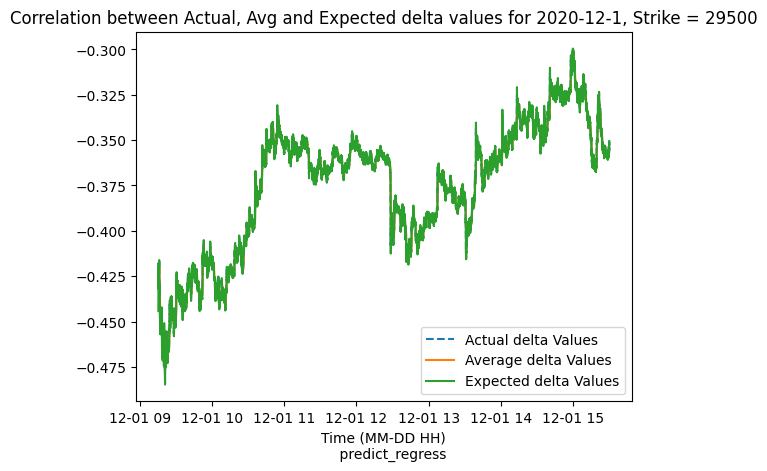 Correlation between Actual, Avg and Expected delta values for 2020-12-1, Strike = 29500
−0.300
−0.325
−0.350
−0.375
−0.400
−0.425
−0.450
−0.475
Actual delta Values
Average delta Values
Expected delta Values
12-01 09 12-01 10 12-01 11 12-01 12 12-01 13 12-01 14 12-01 15
Time (MM-DD HH)
predict_regress